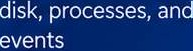 disk, processes, and
events